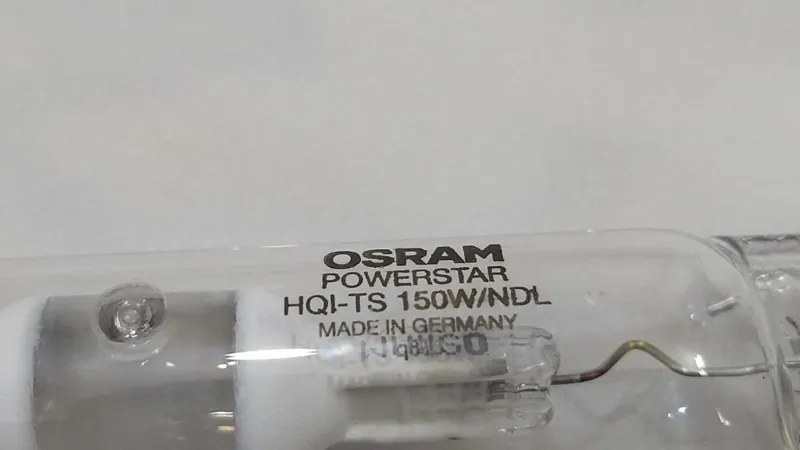 OSRAM
POWERSTAR
HQI-TS 150W/NDL
MADE IN GERMANY